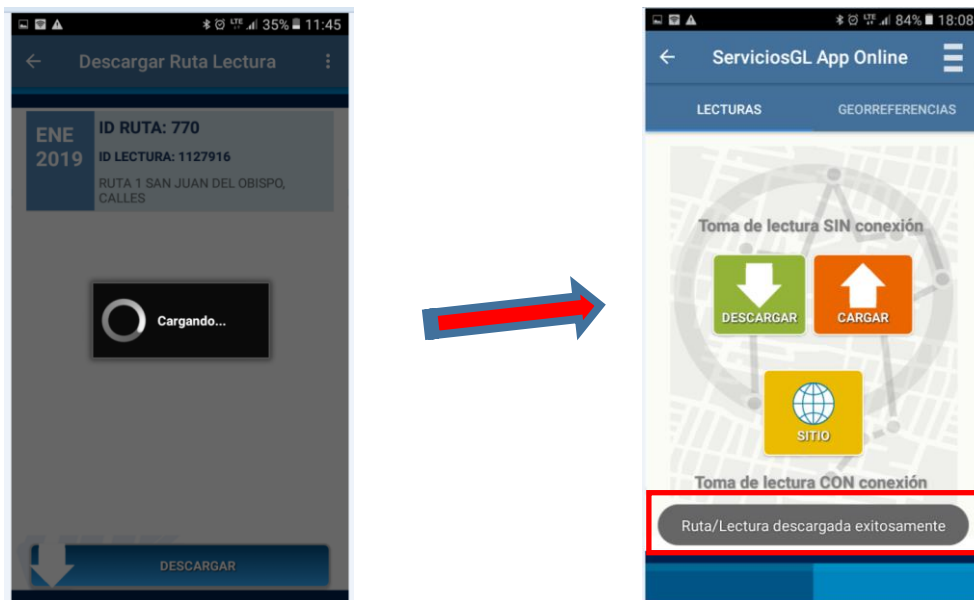 35% 11:45
Descargar Ruta Lectura
ENE
2019
ID RUTA: 770
ID LECTURA: 1127916
RUTA 1 SAN JUAN DEL OBISPO,
CALLES
Cargando...
DESCARGAR
LTE 84% 18:08
ServiciosGL App Online
LECTURAS GEORREFERENCIAS
Toma de lectura SIN conexión
DESCARGAR CARGAR
SITIO
Toma de lectura CON conexión
Ruta/Lectura descargada exitosamente